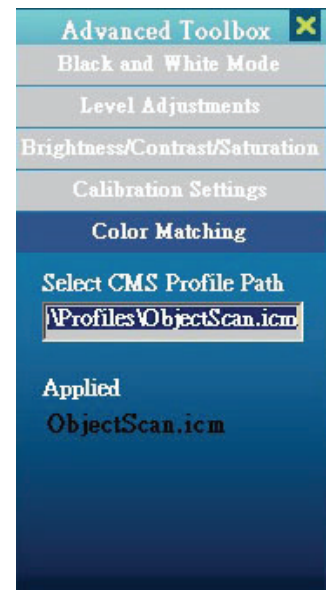 Advanced Toolbox
Black and White Mode
Level Adjustments
Brightness/Contrast/Saturation
Calibration Settings
Color Matching
Select CMS Profile Path
\Profiles\ObjectScan.icm
Applied
ObjectScan.icm